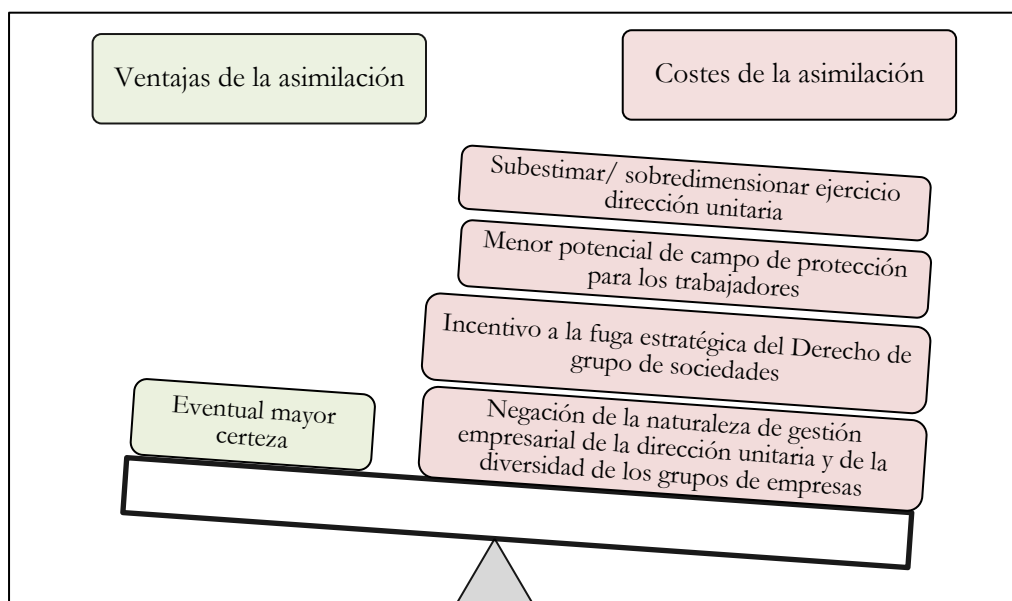 Ventajas de la asimilación
Costes de la asimilación
Subestimar/ sobredimensionar ejercicio
dirección unitaria
Menor potencial de campo de protección
para los trabajadores
Incentivo a la fuga estratégica del Derecho de
grupo de sociedades
Eventual mayor
certeza
Negación de la naturaleza de gestión
empresarial de la dirección unitaria y de la
diversidad de los grupos de empresas